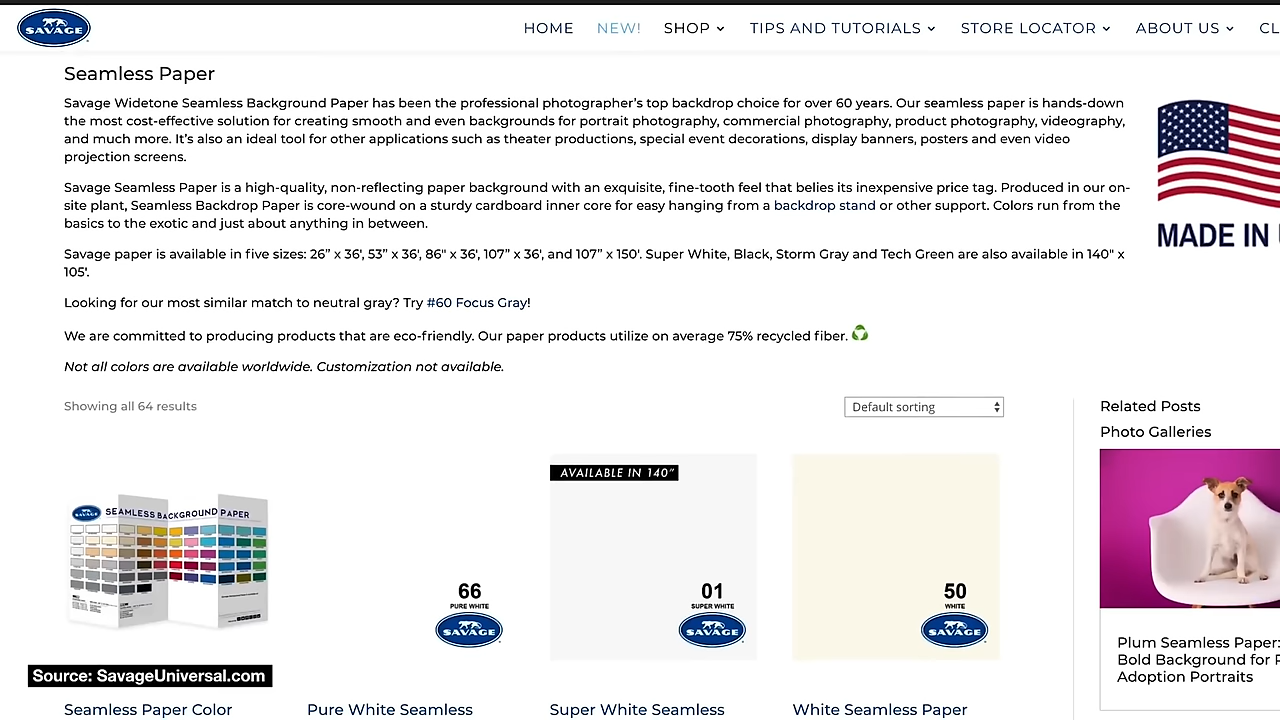 SAVAGE
HOME NEW! SHOP TIPS AND TUTORIALS STORE LOCATOR ABOUT US CL
Seamless Paper
Savage Widetone Seamless Background Paper has been the professional photographer's top backdrop choice for over 60 years. Our seamless paper is hands-down
the most cost-effective solution for creating smooth and even backgrounds for portrait photography, commercial photography, product photography, videography,
and much more. It's also an ideal tool for other applications such as theater productions, special event decorations, display banners, posters and even video
projection screens.
Savage Seamless Paper is a high-quality, non-reflecting paper background with an exquisite, fine-tooth feel that belies its inexpensive price tag. Produced in our on-
site plant, Seamless Backdrop Paper is core-wound on a sturdy cardboard inner core for easy hanging from a backdrop stand or other support. Colors run from the
basics to the exotic and just about anything in between.
Savage paper is available in five sizes: 26” x 36', 53” x 36', 86" x 36', 107” x 36', and 107” x 150'. Super White, Black, Storm Gray and Tech Green are also available in 140" x
105'.
Looking for our most similar match to neutral gray? Try #60 Focus Gray!
We are committed to producing products that are eco-friendly. Our paper products utilize on average 75% recycled fiber.
Not all colors are available worldwide. Customization not available.
MADE IN
Showing all 64 results
Default sorting
Related Posts
Photo Galleries
SAVAGE SEAMLESS BACKGROUND PAPER
66
PURE WHITE
SAVAGE
AVAILABLE IN 140"
01
SUPER WHITE
SAVAGE
50
WHITE
SAVAGE
Plum Seamless Paper:
Bold Background for
Adoption Portraits
Source: SavageUniversal.com
Seamless Paper Color
Pure White Seamless
Super White Seamless
White Seamless Paper